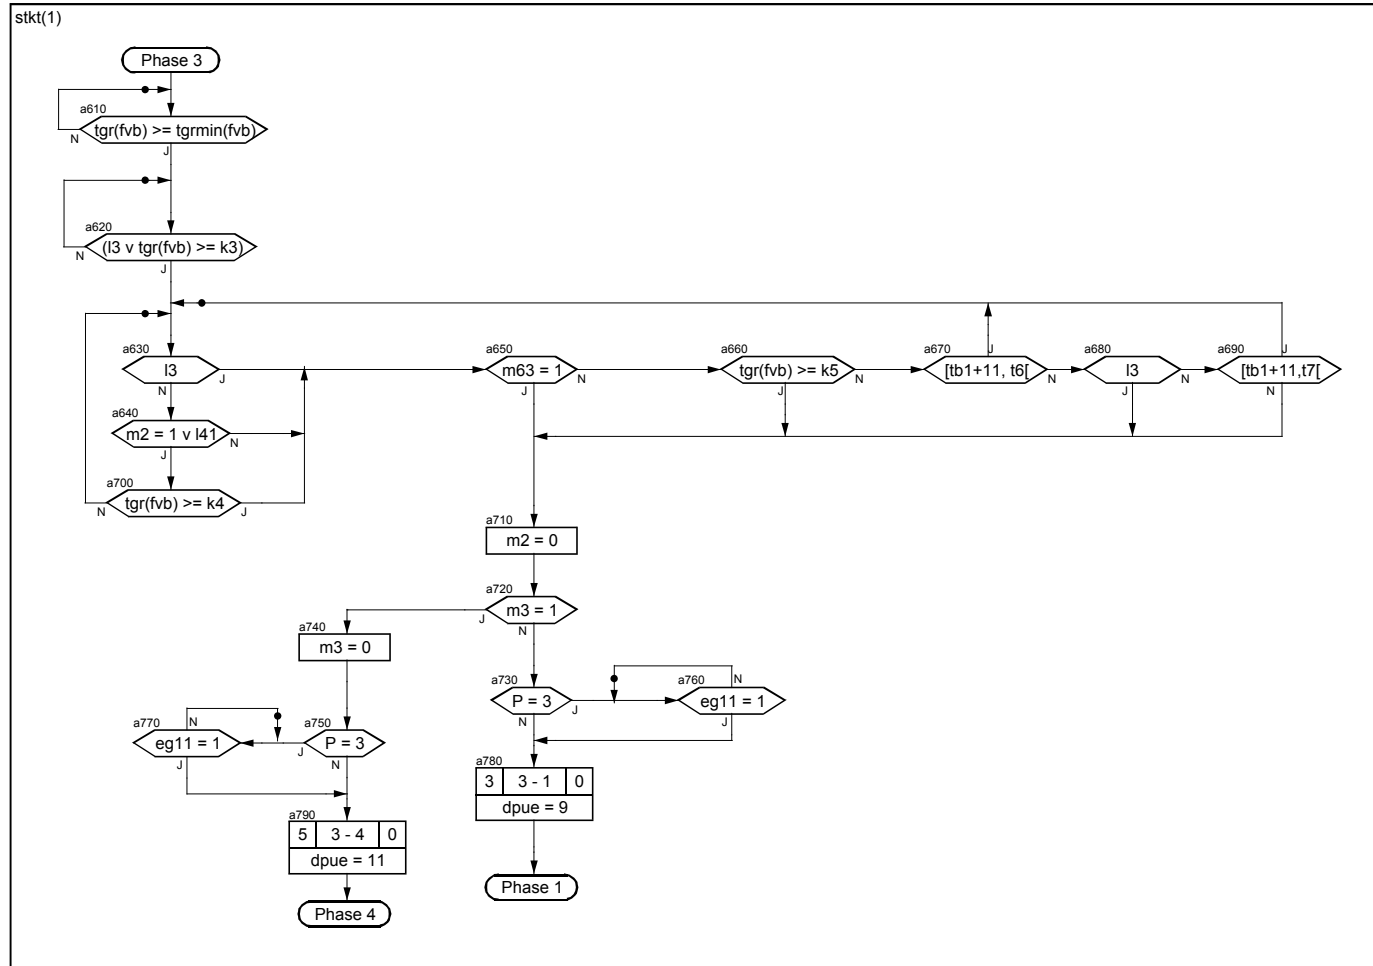 stkt(1)
Phase 3
a610
tgr(fvb) >= tgrmin(fvb)
N
J
a620
(l3 v tgr(fvb) >= k3)
N
J
a630
l3
J
N
a640
m2 = 1 v l41
N
J
a700
tgr(fvb) >= k4
N
J
a650
m63 = 1
N
J
a660
tgr(fvb) >= k5
N
J
a670
[tb1+11, t6[
J
N
a680
l3
N
J
a690
[tb1+11,t7[
J
N
a710
m2 = 0
a720
m3 = 1
J
N
a740
m3 = 0
a730
P = 3
J
N
a760
eg11 = 1
N
J
a770
eg11 = 1
N
J
a750
P = 3
J
N
a780
3 3 - 1 0
dpue = 9
a790
5 3 - 4 0
dpue = 11
Phase 1
Phase 4